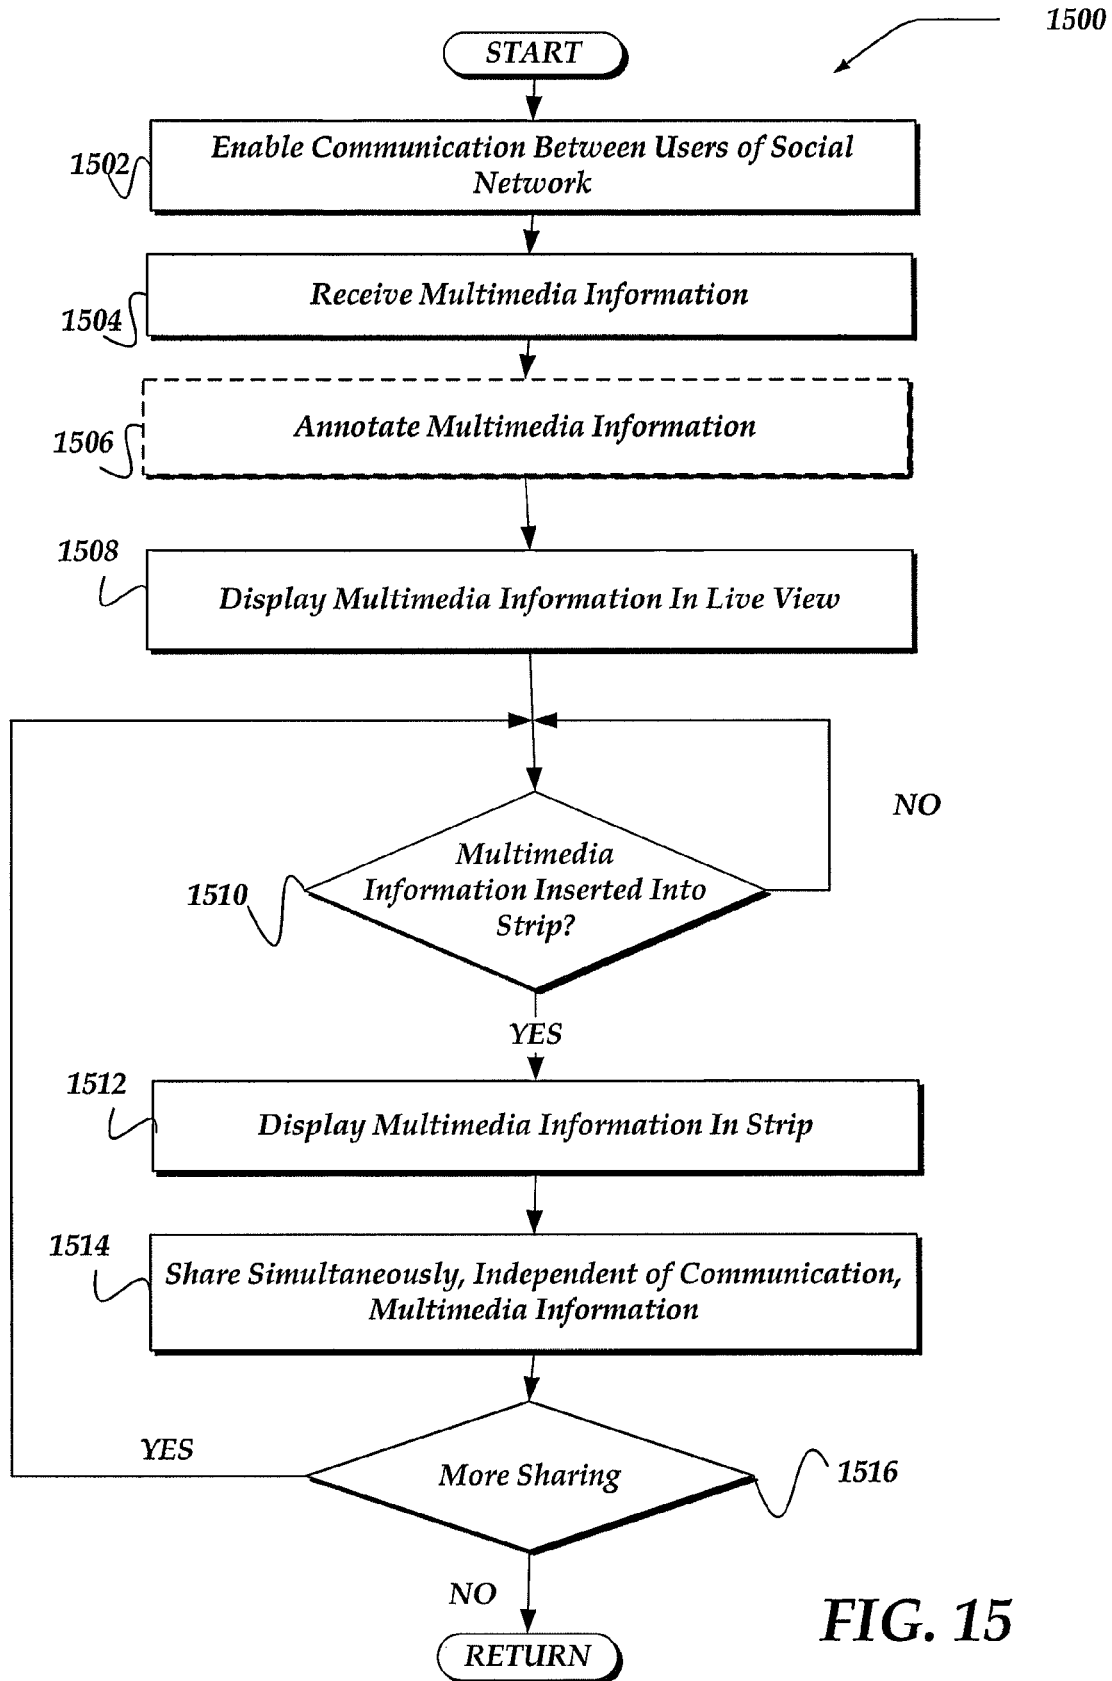 1500
START
1502
Enable Communication Between Users of Social
Network
1504
Receive Multimedia Information
1506
Annotate Multimedia Information
1508
Display Multimedia Information In Live View
NO
1510
Multimedia
Information Inserted Into
Strip?
YES
1512
Display Multimedia Information In Strip
1514
Share Simultaneously, Independent of Communication,
Multimedia Information
YES
More Sharing
1516
NO
RETURN
FIG. 15